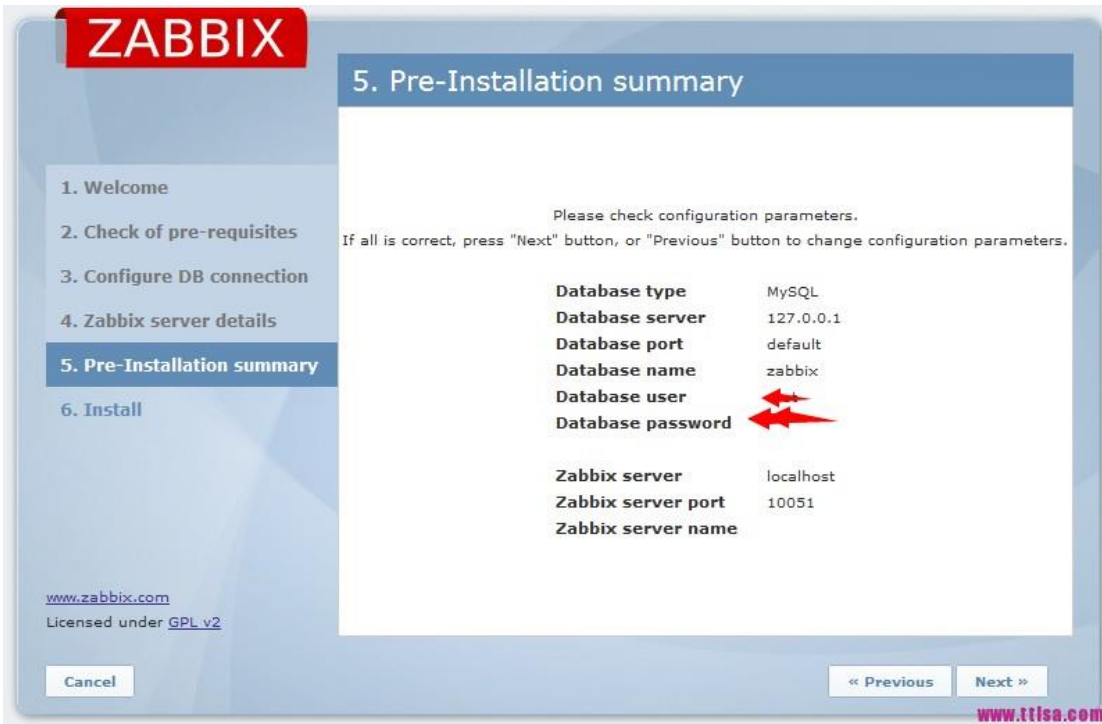 ZABBIX
5. Pre-Installation summary
1. Welcome
2. Check of pre-requisites
3. Configure DB connection
4. Zabbix server details
5. Pre-Installation summary
6. Install
Please check configuration parameters.
If all is correct, press "Next" button, or "Previous" button to change configuration parameters.
Database type MySQL
Database server 127.0.0.1
Database port default
Database name zabbix
Database user
Database password
Zabbix server localhost
Zabbix server port 10051
Zabbix server name
www.zabbix.com
Licensed under GPL v2
Cancel
« Previous
Next »
www.ttlsa.com